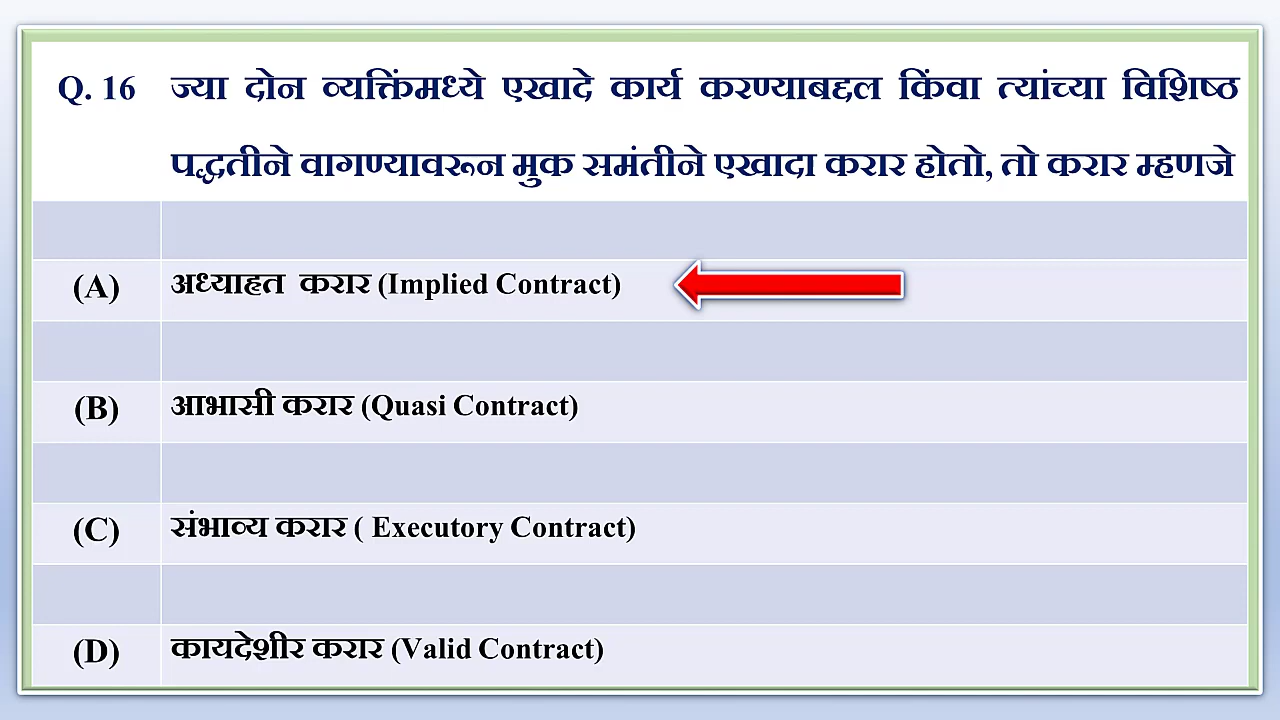 Q. 16 ज्या दोन व्यक्तिंमध्ये एखादे कार्य करण्याबद्दल किंवा त्यांच्या विशिष्ठ
पद्धतीने वागण्यावरून मुक समंतीने एखादा करार होतो, तो करार म्हणजे
(A) अध्याहृत करार (Implied Contract)
(B) आभासी करार (Quasi Contract)
(C) संभाव्य करार ( Executory Contract)
(D) कायदेशीर करार (Valid Contract)